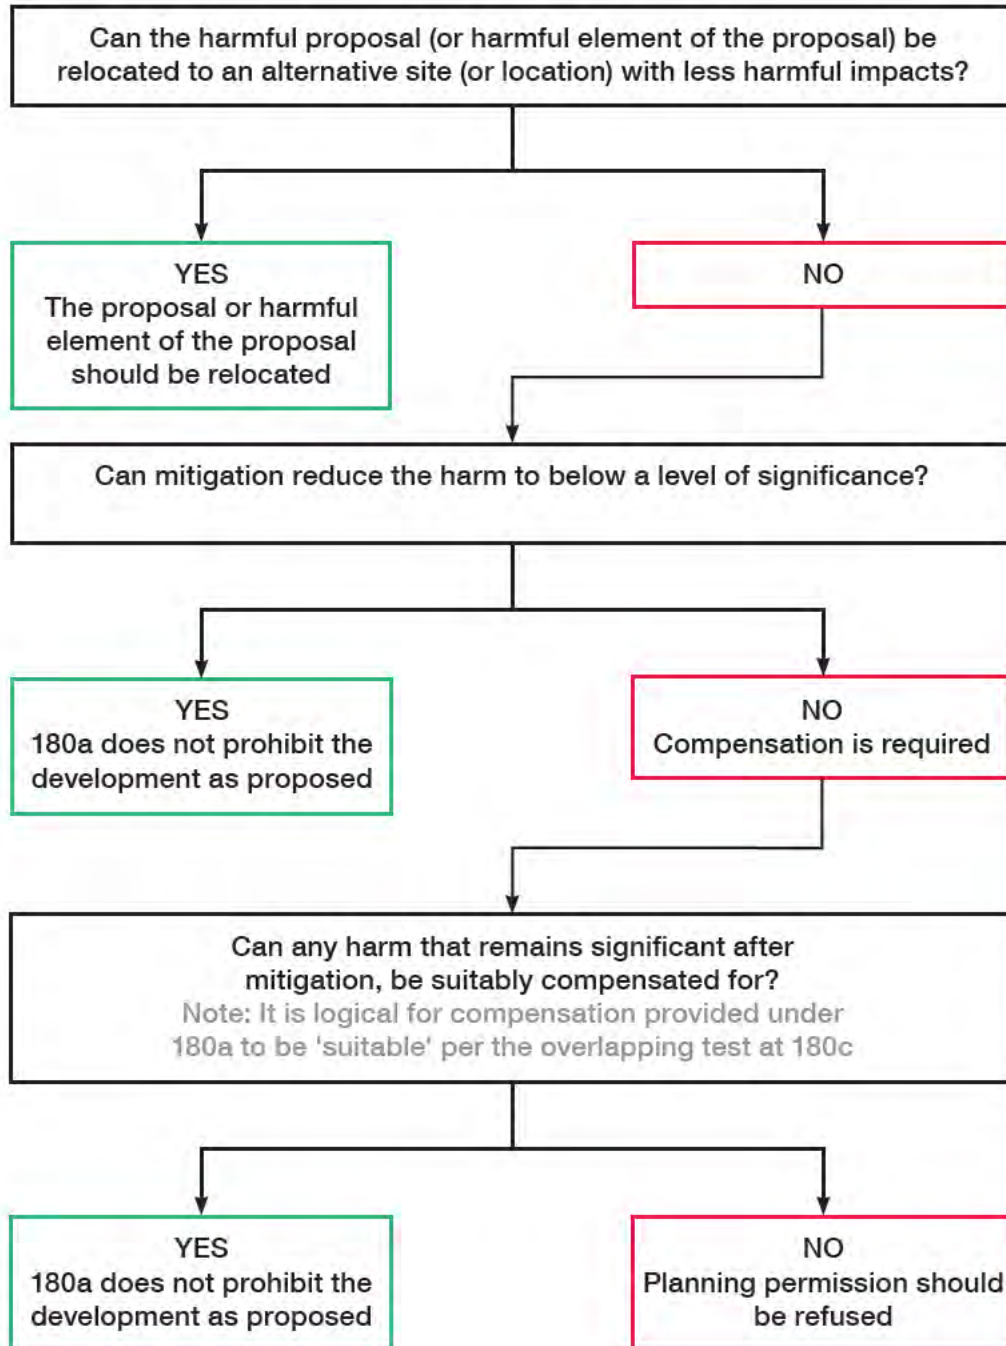 Can the harmful proposal (or harmful element of the proposal) be
relocated to an alternative site (or location) with less harmful impacts?
YES
The proposal or harmful
element of the proposal
should be relocated
NO
Can mitigation reduce the harm to below a level of significance?
YES
180a does not prohibit the
development as proposed
NO
Compensation is required
Can any harm that remains significant after
mitigation, be suitably compensated for?
Note: It is logical for compensation provided under
180a to be 'suitable' per the overlapping test at 180c
YES
180a does not prohibit the
development as proposed
NO
Planning permission should
be refused